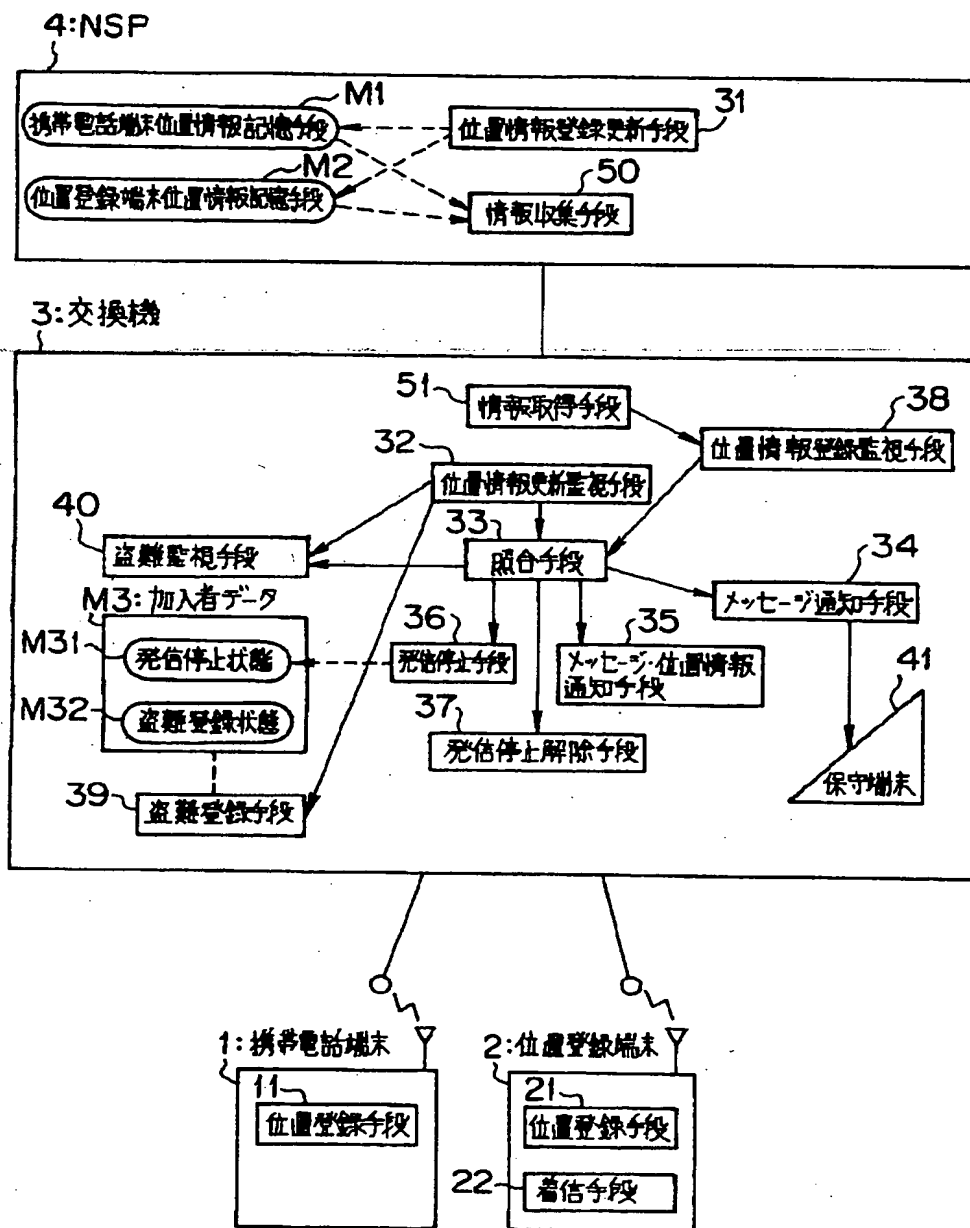 4:NSP
M1
携帯電話端末位置情報記憶手段
位置情報登録更新手段
31
M2
位置登録端末位置情報記憶手段
50
情報収集手段
3:交換機
51
情報取得手段
38
位置情報登録監視手段
32
位置情報更新監視手段
40
盗難監視手段
33
照合手段
34
メッセージ通知手段
M3:加入者データ
M31
発信停止状態
36
発信停止手段
35
メッセージ・位置情報
通知手段
41
M32
盗難登録状態
37
発信停止解除手段
保守端末
39
盗難登録手段
1:携帯電話端末
11
位置登録手段
2:位置登録端末
21
位置登録手段
22
着信手段